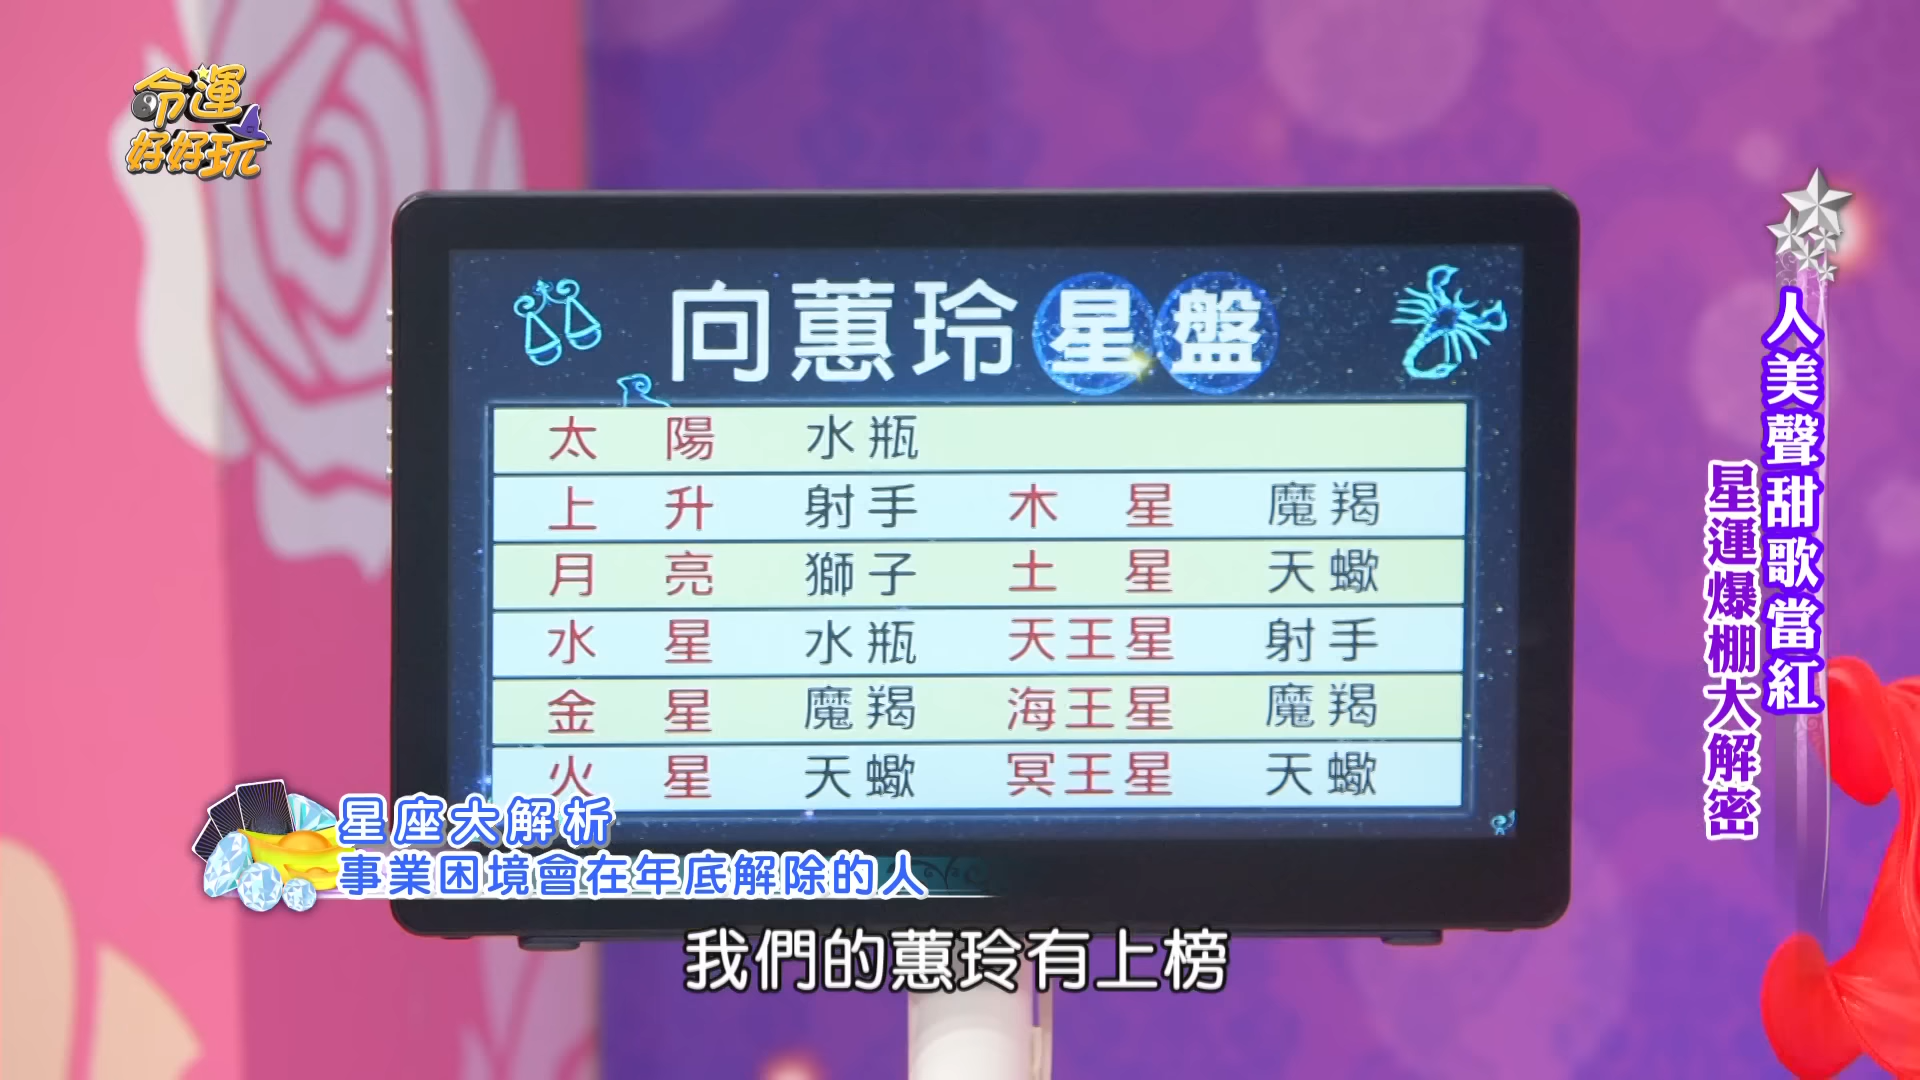 命運
好好玩
向蕙玲星盤
太陽 水瓶
上升 射手 木星 魔羯
月亮 獅子 土星 天蠍
水星 水瓶 天王星 射手
金星 魔羯 海王星 魔羯
火星 天蠍 冥王星 天蠍
人美聲甜歌當紅
星運爆棚大解密
星座大解析
事業困境會在年底解除的人
我們的蕙玲有上榜